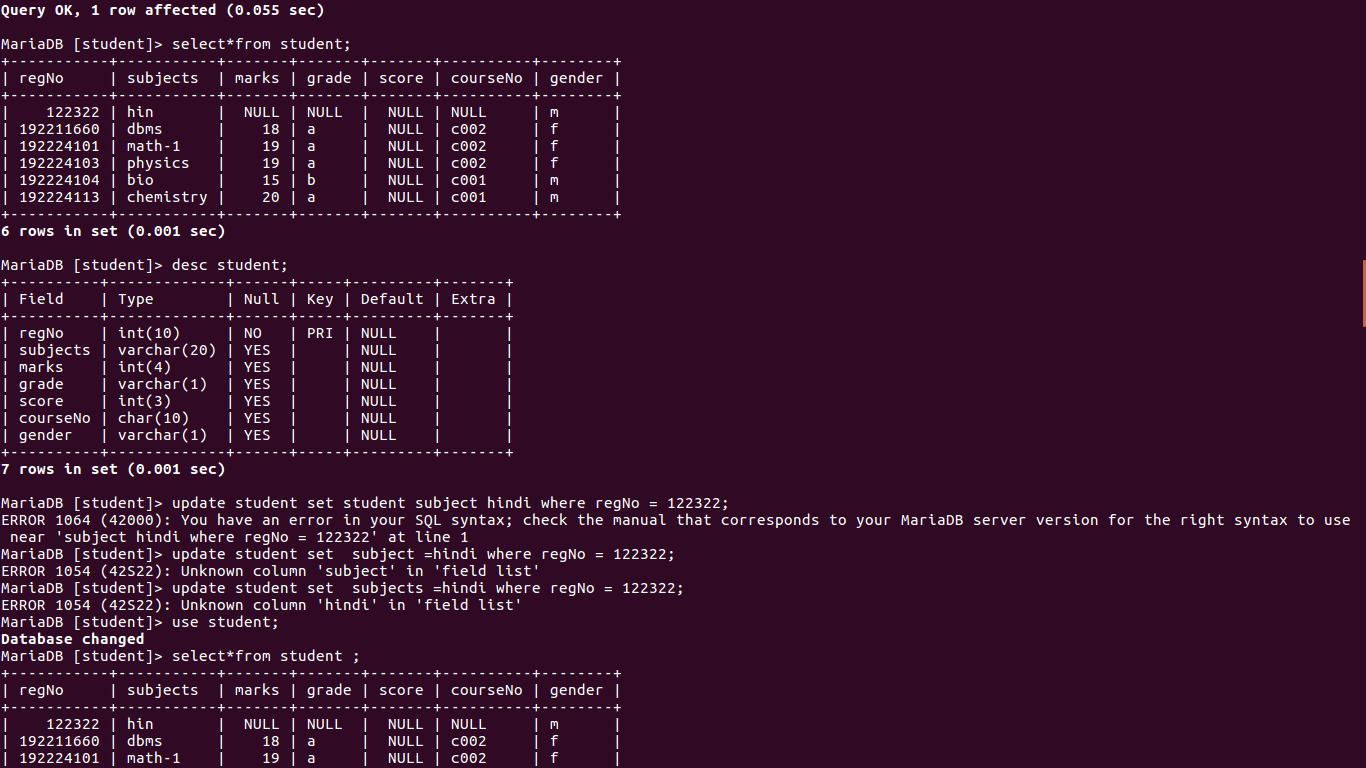 Query OK, 1 row affected (0.055 sec)

MariaDB [student]> select*from student;
+-----------+-----------+-------+-------+-------+----------+--------+
| regNo     | subjects  | marks | grade | score | courseNo | gender |
+-----------+-----------+-------+-------+-------+----------+--------+
|    122322 | hin       |  NULL | NULL  |  NULL | NULL     | m      |
| 192211660 | dbms      |    18 | a     |  NULL | c002     | f      |
| 192224101 | math-1    |    19 | a     |  NULL | c002     | f      |
| 192224103 | physics   |    19 | a     |  NULL | c002     | f      |
| 192224104 | bio       |    15 | b     |  NULL | c001     | m      |
| 192224113 | chemistry |    20 | a     |  NULL | c001     | m      |
+-----------+-----------+-------+-------+-------+----------+--------+
6 rows in set (0.001 sec)

MariaDB [student]> desc student;
+----------+-------------+------+-----+---------+-------+
| Field    | Type        | Null | Key | Default | Extra |
+----------+-------------+------+-----+---------+-------+
| regNo    | int(10)     | NO   | PRI | NULL    |       |
| subjects | varchar(20) | YES  |     | NULL    |       |
| marks    | int(4)      | YES  |     | NULL    |       |
| grade    | varchar(1)  | YES  |     | NULL    |       |
| score    | int(3)      | YES  |     | NULL    |       |
| courseNo | char(10)    | YES  |     | NULL    |       |
| gender   | varchar(1)  | YES  |     | NULL    |       |
+----------+-------------+------+-----+---------+-------+
7 rows in set (0.001 sec)

MariaDB [student]> update student set student subject hindi where regNo = 122322;
ERROR 1064 (42000): You have an error in your SQL syntax; check the manual that corresponds to your MariaDB server version for the right syntax to use
 near 'subject hindi where regNo = 122322' at line 1
MariaDB [student]> update student set  subject =hindi where regNo = 122322;
ERROR 1054 (42S22): Unknown column 'subject' in 'field list'
MariaDB [student]> update student set  subjects =hindi where regNo = 122322;
ERROR 1054 (42S22): Unknown column 'hindi' in 'field list'
MariaDB [student]> use student;
Database changed
MariaDB [student]> select*from student ;
+-----------+-----------+-------+-------+-------+----------+--------+
| regNo     | subjects  | marks | grade | score | courseNo | gender |
+-----------+-----------+-------+-------+-------+----------+--------+
|    122322 | hin       |  NULL | NULL  |  NULL | NULL     | m      |
| 192211660 | dbms      |    18 | a     |  NULL | c002     | f      |
| 192224101 | math-1    |    19 | a     |  NULL | c002     | f      |